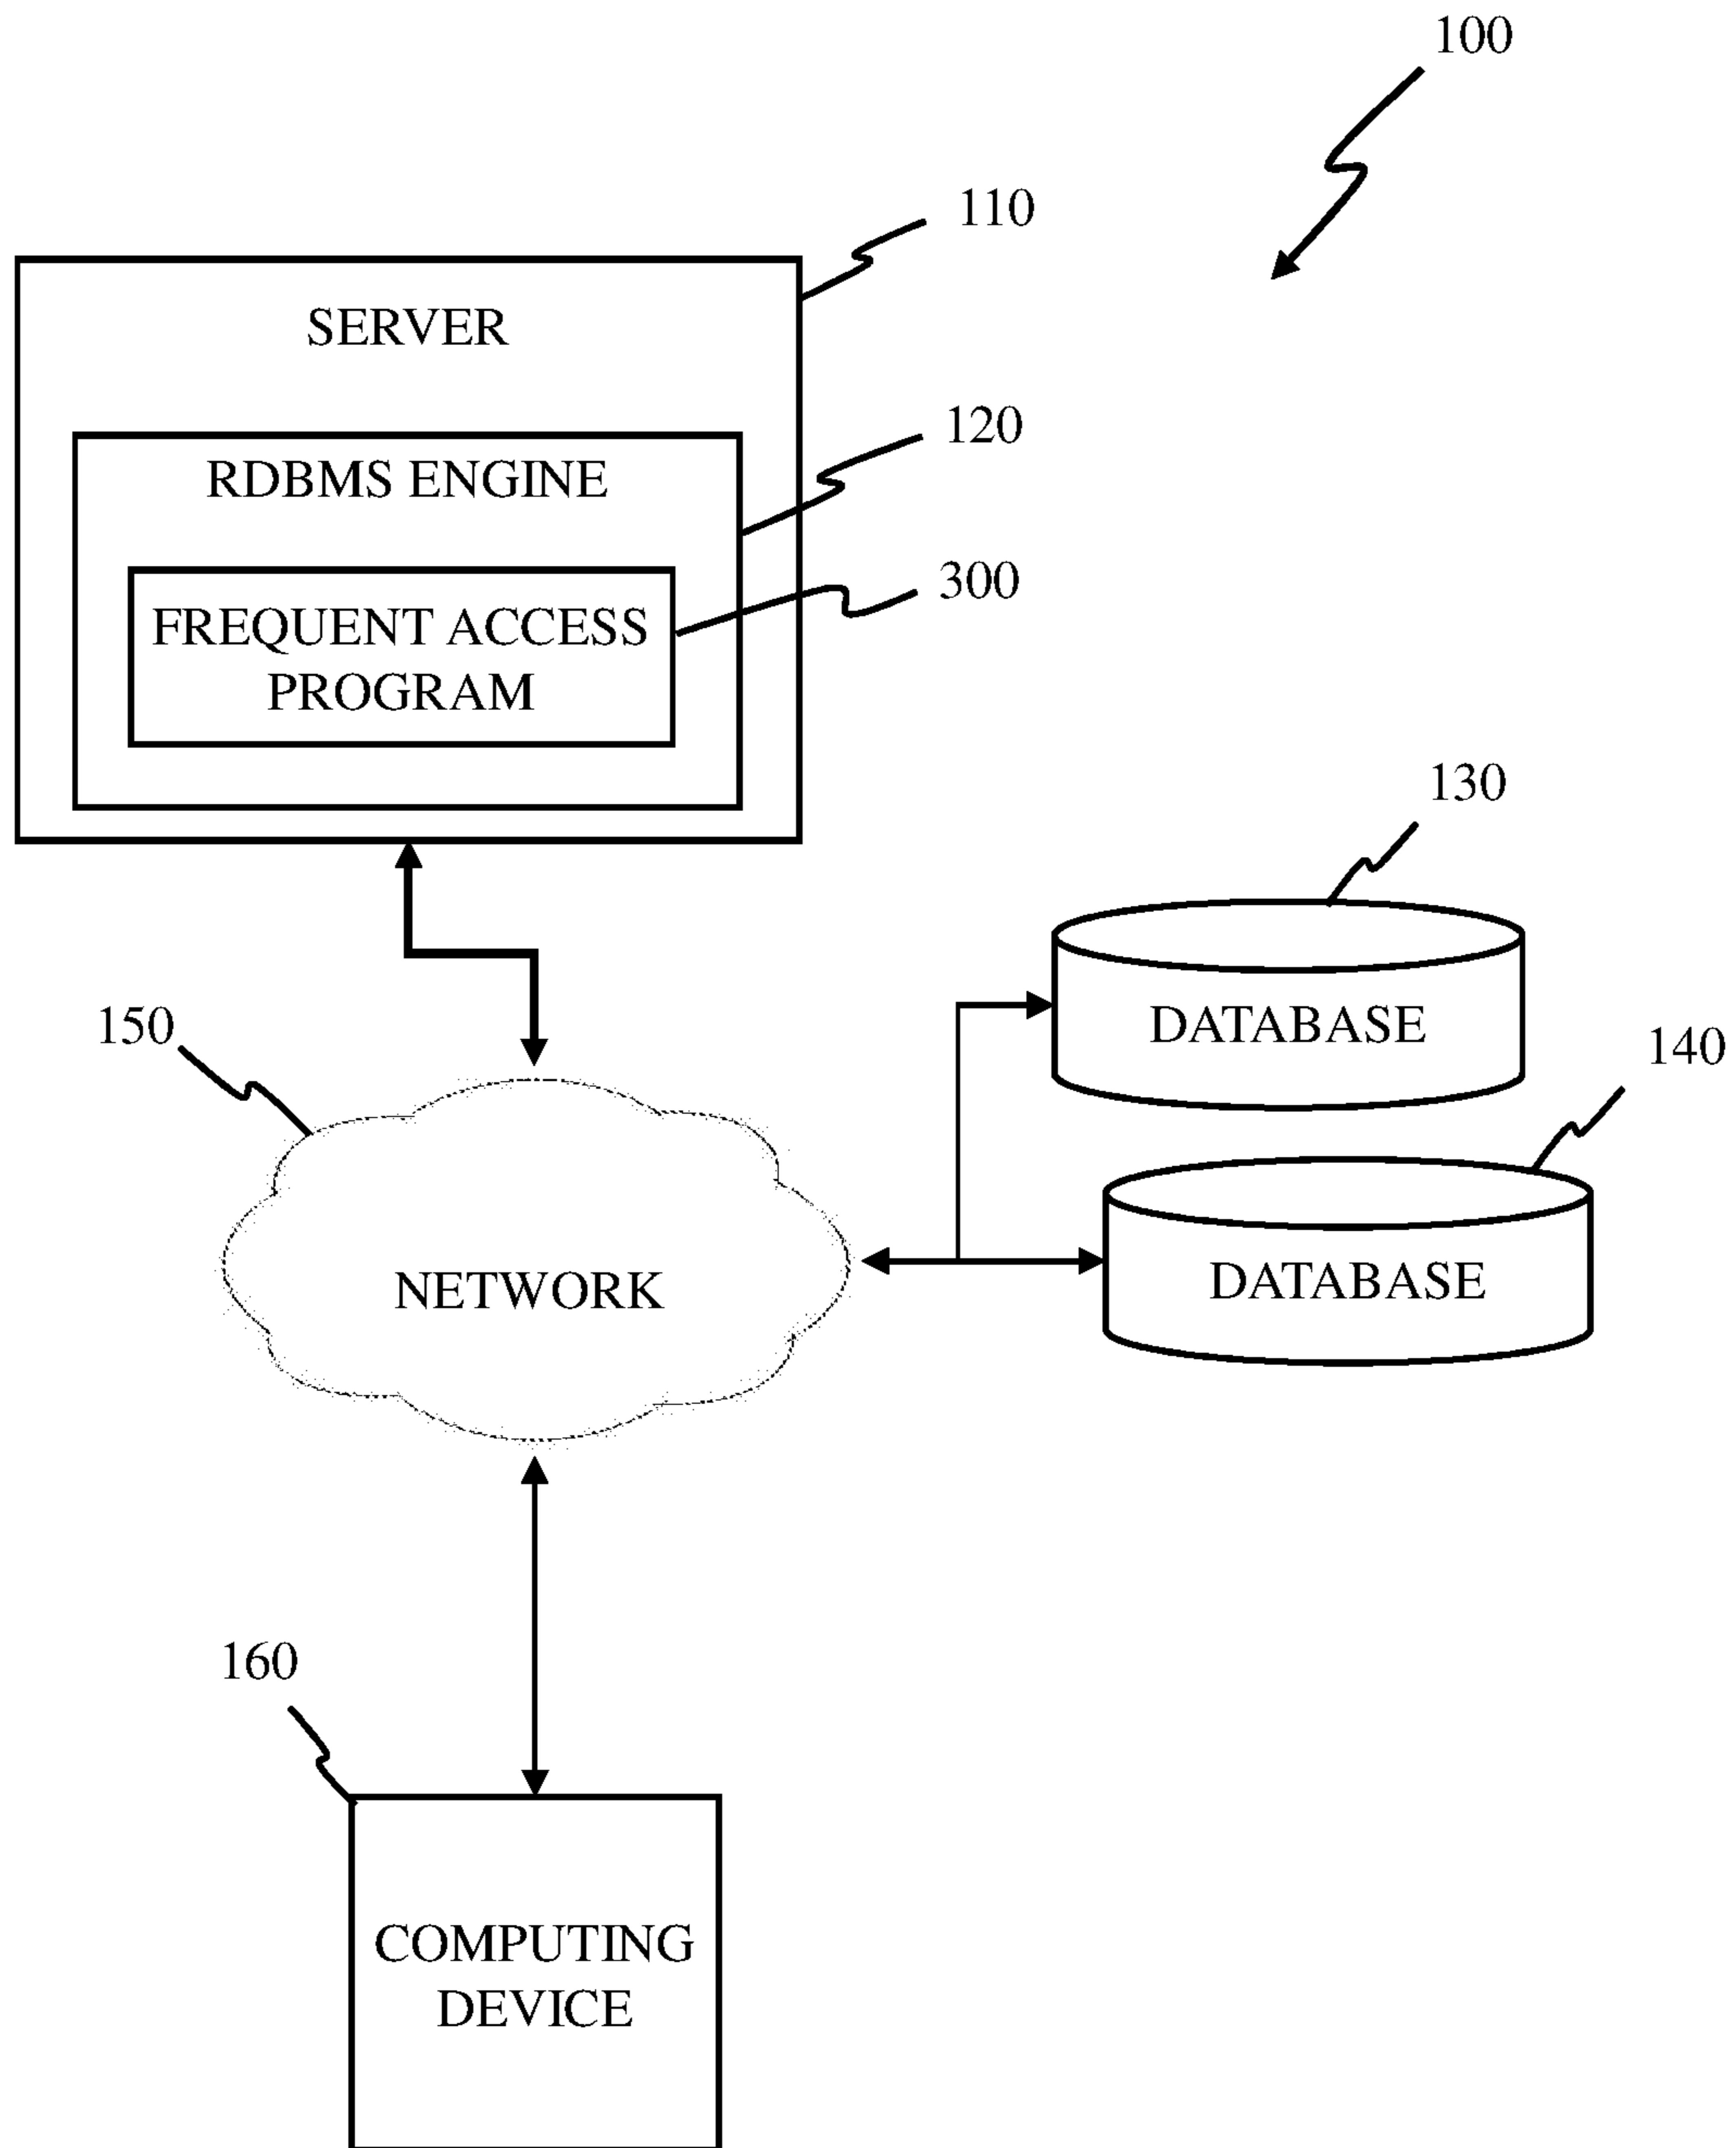 100
110
SERVER
120
RDBMS ENGINE
300
FREQUENT ACCESS
PROGRAM
130
DATABASE
150
140
DATABASE
NETWORK
160
COMPUTING
DEVICE